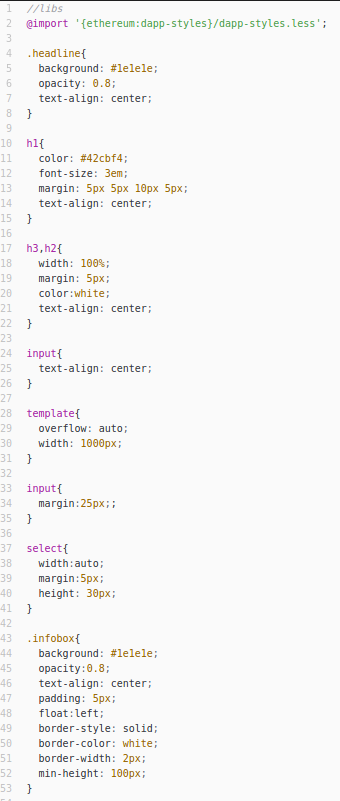 1 //libs
2 @import '{ethereum:dapp-styles}/dapp-styles.less';
3
4 .headline{
5 background: #1e1e1e;
6 opacity: 0.8;
7 text-align: center;
8 }
9
10 h1{
11 color: #42cbf4;
12 font-size: 3em;
13 margin: 5px 5px 10px 5px;
14 text-align: center;
15 }
16
17 h3,h2{
18 width: 100%;
19 margin: 5px;
20 color:white;
21 text-align: center;
22 }
23
24 input{
25 text-align: center;
26 }
27
28 template{
29 overflow: auto;
30 width: 1000px;
31 }
32
33 input{
34 margin:25px;;
35 }
36
37 select{
38 width:auto;
39 margin:5px;
40 height: 30px;
41 }
42
43 .infobox{
44 background: #1e1e1e;
45 opacity:0.8;
46 text-align: center;
47 padding: 5px;
48 float:left;
49 border-style: solid;
50 border-color: white;
51 border-width: 2px;
52 min-height: 100px;
53 }